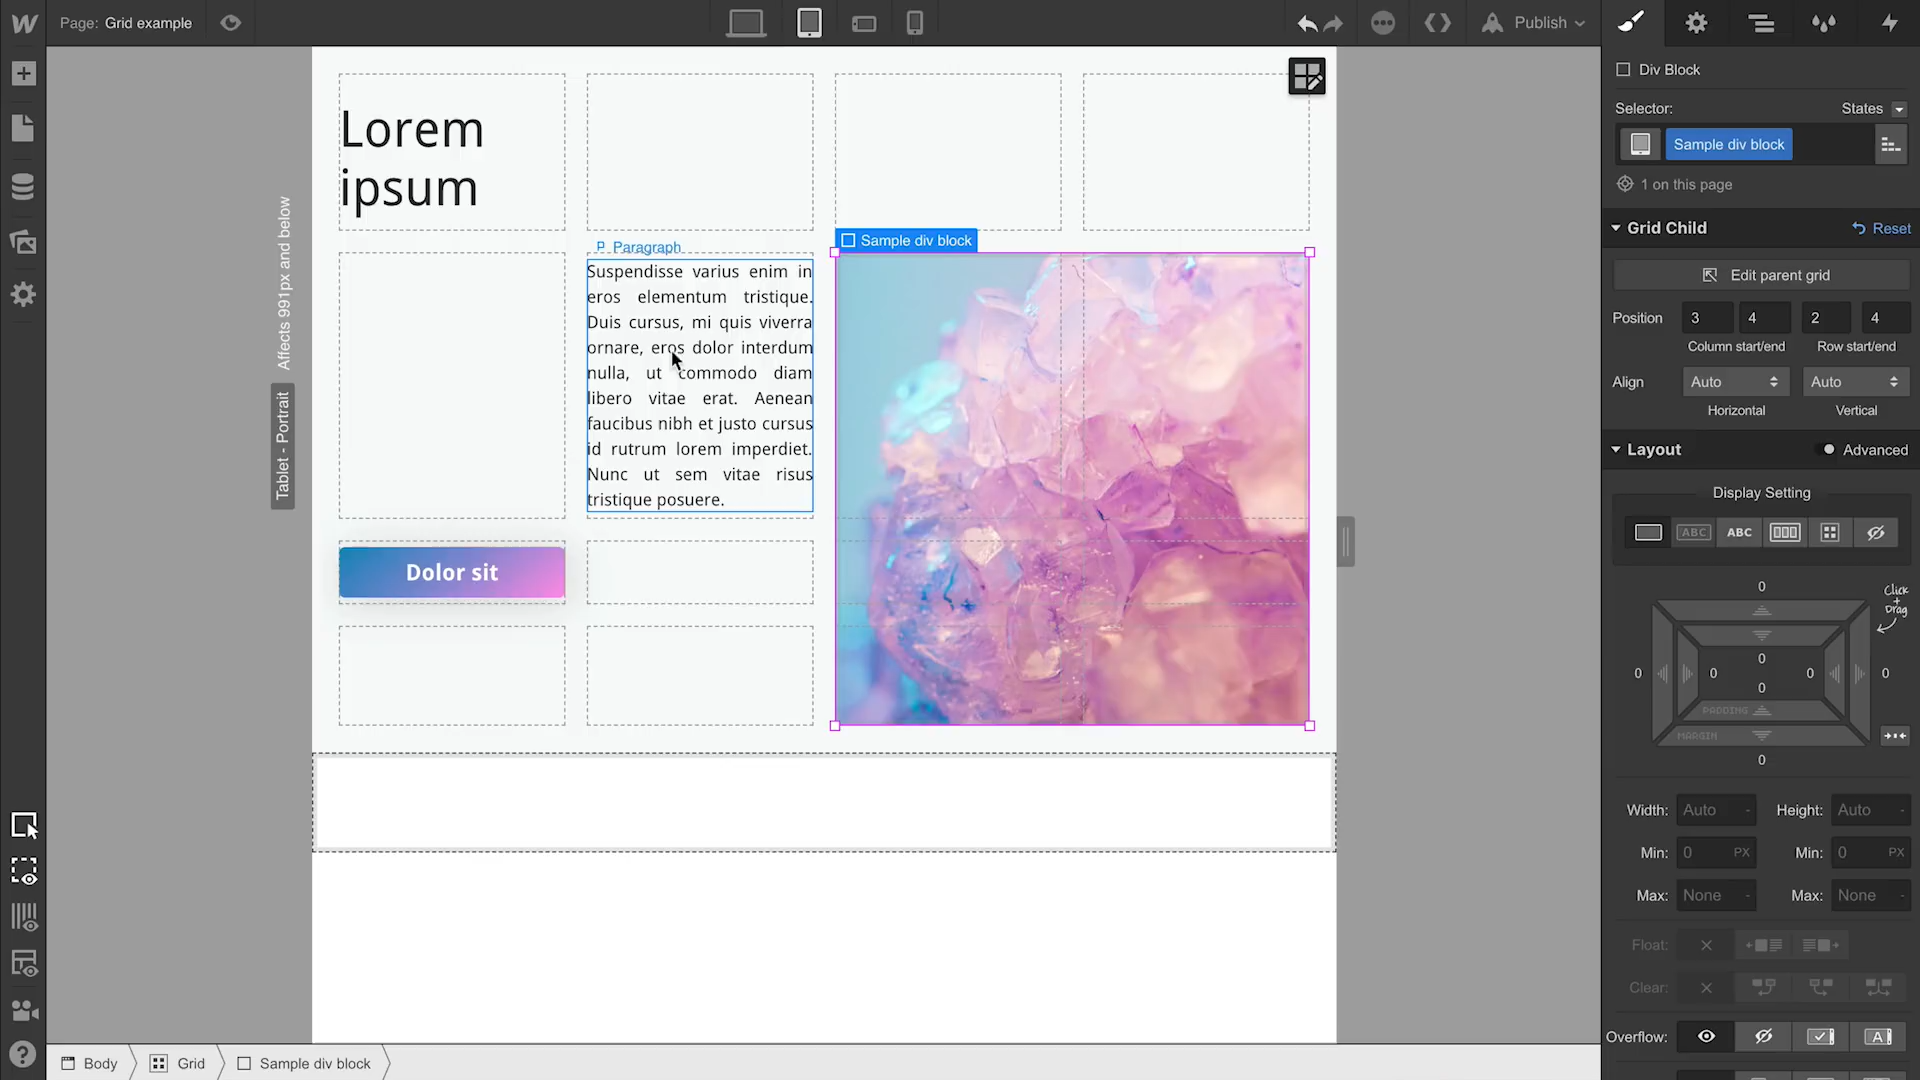 Page: Grid example
Publish
Affects 991px and below
Tablet - Portrait
Lorem
ipsum
Paragraph
Suspendisse varius enim in
eros elementum tristique.
Duis cursus, mi quis viverra
ornare, eros dolor interdum
nulla, ut commodo diam
libero vitae erat. Aenean
faucibus nibh et justo cursus
id rutrum lorem imperdiet.
Nunc ut sem vitae risus
tristique posuere.
Sample div block
Dolor sit
Body
Grid
Sample div block
Div Block
Selector:
States
Sample div block
1 on this page
Grid Child
Reset
Edit parent grid
Position 3 4 2 4
Column start/end Row start/end
Align Auto Auto
Horizontal Vertical
Layout
Advanced
Display Setting
ABC
ABC
0
Click
+
Drag
0
0 0 0 0
0
PADDING
MARGIN
0
Width: Auto - Height: Auto -
Min: 0 PX Min: 0 PX
Max: None - Max: None -
Float:
Clear:
Overflow:
A